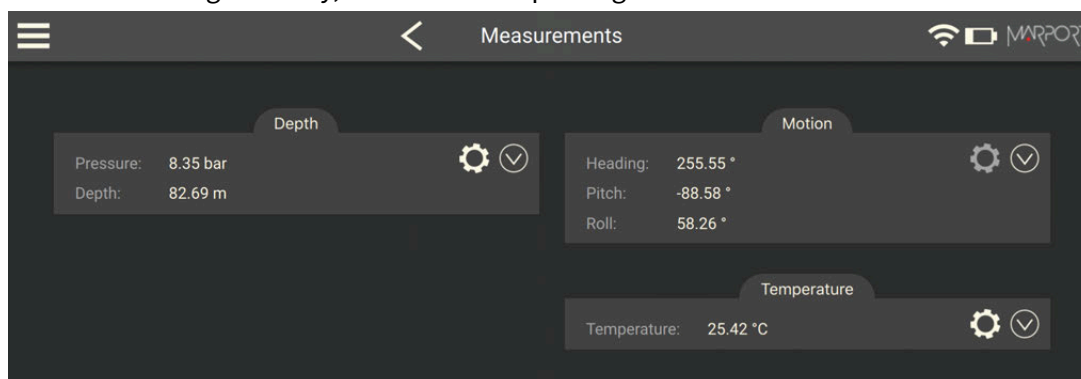 Measurements
MARPORT
Depth
Pressure: 8.35 bar
Depth: 82.69 m
Motion
Heading: 255.55 °
Pitch: -88.58 °
Roll: 58.26 °
Temperature
Temperature: 25.42 °C